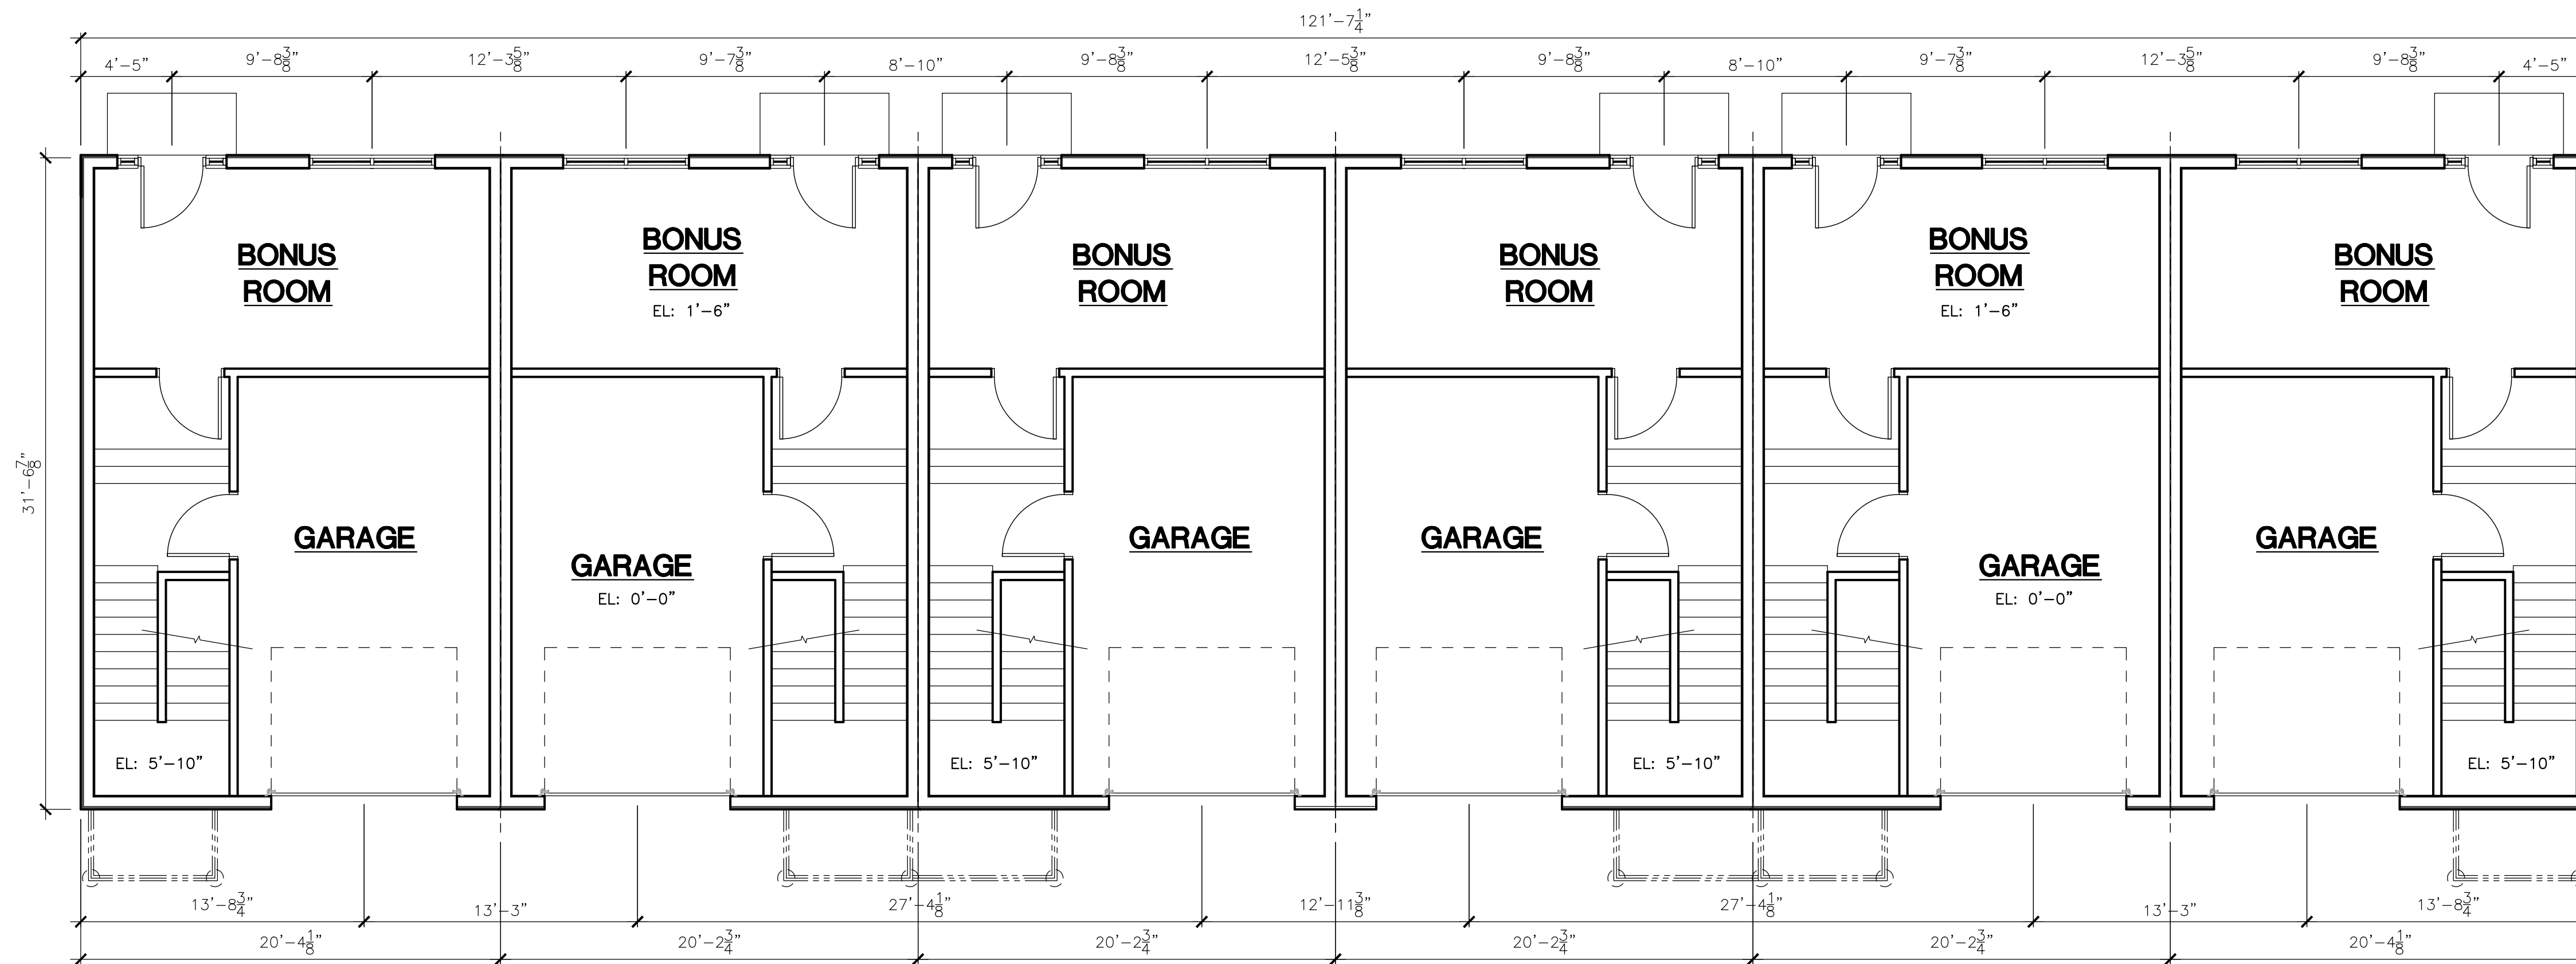 121'-7 1/4"
4'-5" 9'-8 3/8" 12'-3 5/8" 9'-7 3/8" 8'-10" 9'-8 3/8" 12'-5 3/8" 9'-8 3/8" 8'-10" 9'-7 3/8" 12'-3 5/8" 9'-8 3/8" 4'-5"
BONUS
ROOM
BONUS
ROOM
EL: 1'-6"
BONUS
ROOM
BONUS
ROOM
BONUS
ROOM
EL: 1'-6"
BONUS
ROOM
31'-6 7/8"
GARAGE
GARAGE
EL: 0'-0"
GARAGE
GARAGE
GARAGE
EL: 0'-0"
GARAGE
EL: 5'-10"
EL: 5'-10"
EL: 5'-10"
EL: 5'-10"
13'-8 3/4" 13'-3" 27'-4 1/8" 12'-11 3/8" 27'-4 1/8" 13'-3" 13'-8 3/4"
20'-4 1/8" 20'-2 3/4" 20'-2 3/4" 20'-2 3/4" 20'-2 3/4" 20'-4 1/8"